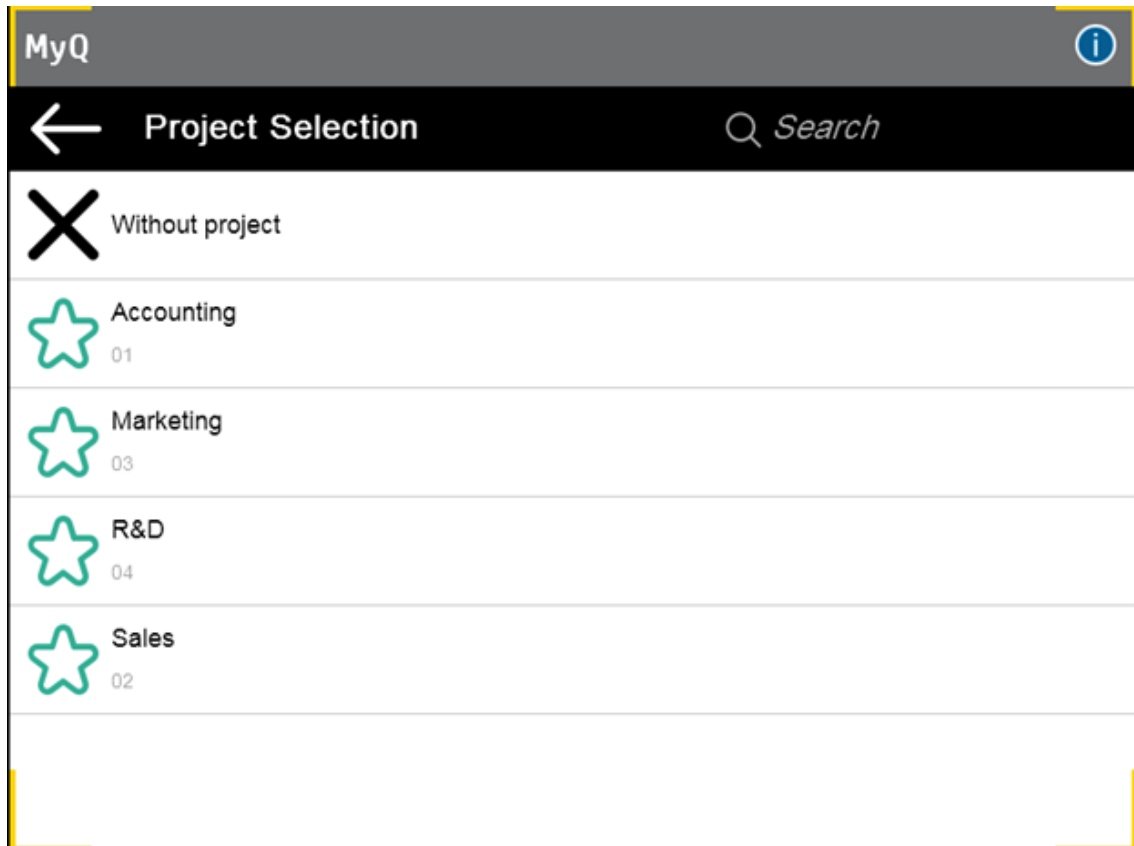 MyQ
Project Selection
Search
Without project
Accounting
01
Marketing
03
R&D
04
Sales
02